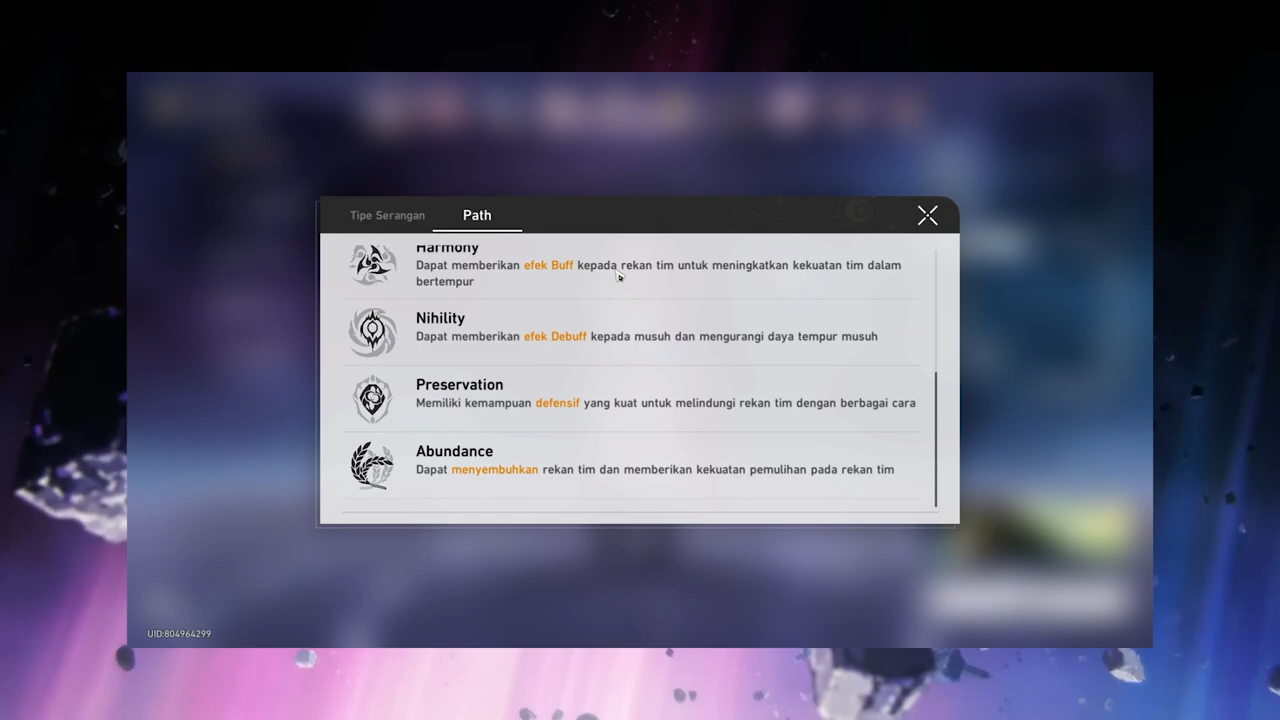 Tipe Serangan Path
Harmony
Dapat memberikan efek Buff kepada rekan tim untuk meningkatkan kekuatan tim dalam
bertempur
Nihility
Dapat memberikan efek Debuff kepada musuh dan mengurangi daya tempur musuh
Preservation
Memiliki kemampuan defensif yang kuat untuk melindungi rekan tim dengan berbagai cara
Abundance
Dapat menyembuhkan rekan tim dan memberikan kekuatan pemulihan pada rekan tim
UID:804964299